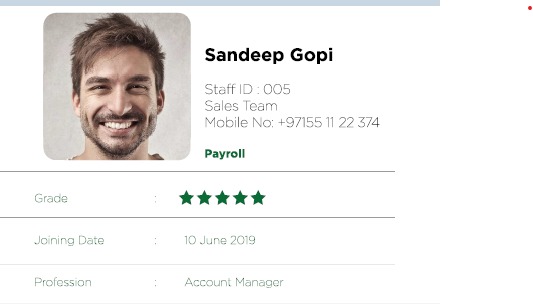 Sandeep Gopi
Staff ID : 005
Sales Team
Mobile No: +97155 11 22 374
Payroll
Grade :
Joining Date : 10 June 2019
Profession : Account Manager